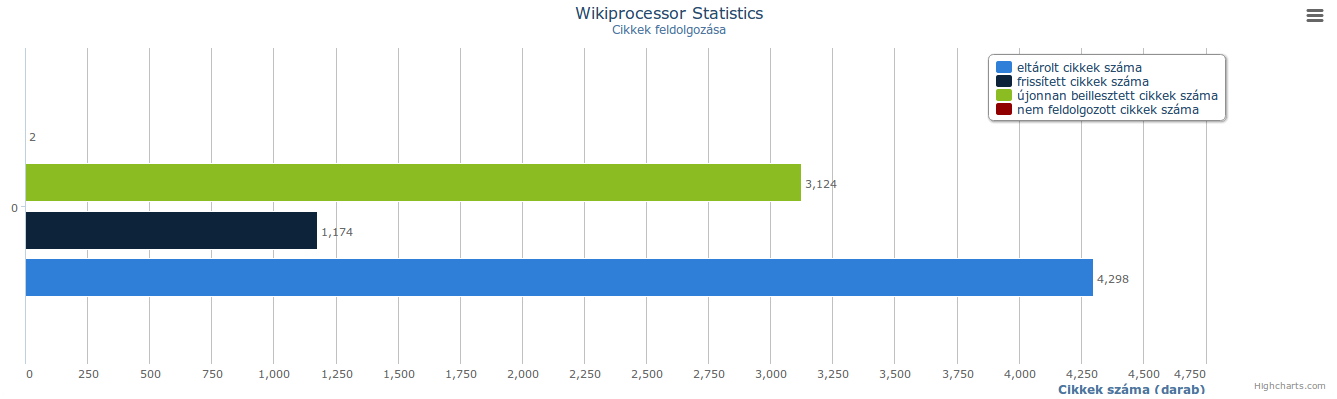 Wikiprocessor Statistics
Cikkek feldolgozása
eltárolt cikkek száma
frissített cikkek száma
újonnan beillesztett cikkek száma
nem feldolgozott cikkek száma
2
3,124
0
1,174
4,298
0 250 500 750 1,000 1,250 1,500 1,750 2,000 2,250 2,500 2,750 3,000 3,250 3,500 3,750 4,000 4,250 4,500 4,750
Cikkek száma (darab)
Highcharts.com